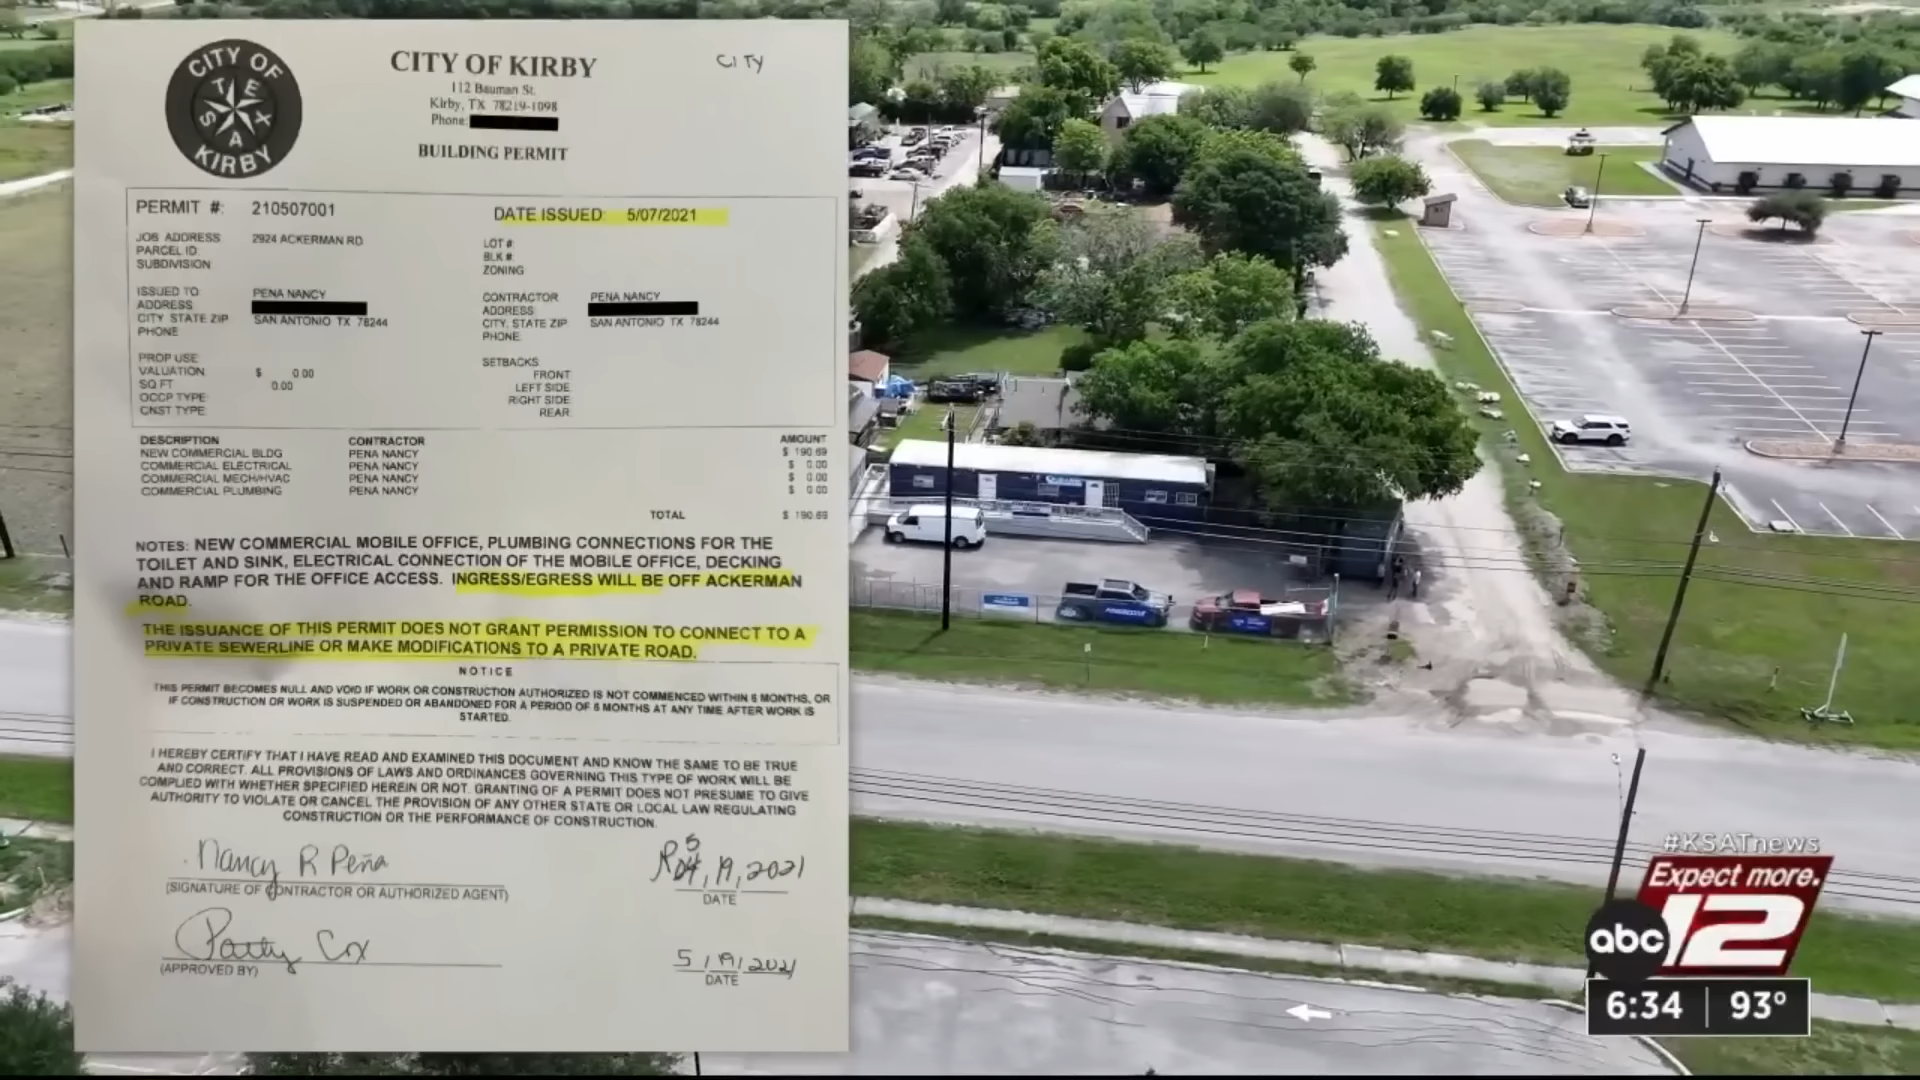 CITY OF
TEXAS
KIRBY
CITY OF KIRBY
CITY
112 Bauman St.
Kirby, TX 78219-1098
Phone:
BUILDING PERMIT
PERMIT #: 210507001
DATE ISSUED: 5/07/2021
JOB ADDRESS 2924 ACKERMAN RD
PARCEL ID
SUBDIVISION
LOT #:
BLK #:
ZONING
ISSUED TO: PENA NANCY
ADDRESS
CITY, STATE ZIP SAN ANTONIO TX 78244
PHONE:
CONTRACTOR PENA NANCY
ADDRESS:
CITY, STATE ZIP SAN ANTONIO TX 78244
PHONE:
PROP USE:
VALUATION: $ 0.00
SQ FT 0.00
OCCP TYPE:
CNST TYPE:
SETBACKS
FRONT:
LEFT SIDE:
RIGHT SIDE:
REAR:
DESCRIPTION CONTRACTOR AMOUNT
NEW COMMERCIAL BLDG PENA NANCY $ 190.69
COMMERCIAL ELECTRICAL PENA NANCY $ 0.00
COMMERCIAL MECH/HVAC PENA NANCY $ 0.00
COMMERCIAL PLUMBING PENA NANCY $ 0.00
TOTAL $ 190.69
NOTES: NEW COMMERCIAL MOBILE OFFICE, PLUMBING CONNECTIONS FOR THE
TOILET AND SINK, ELECTRICAL CONNECTION OF THE MOBILE OFFICE, DECKING
AND RAMP FOR THE OFFICE ACCESS. INGRESS/EGRESS WILL BE OFF ACKERMAN
ROAD.
THE ISSUANCE OF THIS PERMIT DOES NOT GRANT PERMISSION TO CONNECT TO A
PRIVATE SEWERLINE OR MAKE MODIFICATIONS TO A PRIVATE ROAD.
NOTICE
THIS PERMIT BECOMES NULL AND VOID IF WORK OR CONSTRUCTION AUTHORIZED IS NOT COMMENCED WITHIN 6 MONTHS, OR
IF CONSTRUCTION OR WORK IS SUSPENDED OR ABANDONED FOR A PERIOD OF 6 MONTHS AT ANY TIME AFTER WORK IS
STARTED.
I HEREBY CERTIFY THAT I HAVE READ AND EXAMINED THIS DOCUMENT AND KNOW THE SAME TO BE TRUE
AND CORRECT. ALL PROVISIONS OF LAWS AND ORDINANCES GOVERNING THIS TYPE OF WORK WILL BE
COMPLIED WITH WHETHER SPECIFIED HEREIN OR NOT. GRANTING OF A PERMIT DOES NOT PRESUME TO GIVE
AUTHORITY TO VIOLATE OR CANCEL THE PROVISION OF ANY OTHER STATE OR LOCAL LAW REGULATING
CONSTRUCTION OR THE PERFORMANCE OF CONSTRUCTION.
Nancy R Peña
5
19, 2021
(SIGNATURE OF CONTRACTOR OR AUTHORIZED AGENT)
DATE
Patty Cox
5, 19, 2021
(APPROVED BY)
DATE
#KSATnews
Expect more.
abc 12
6:34 93°